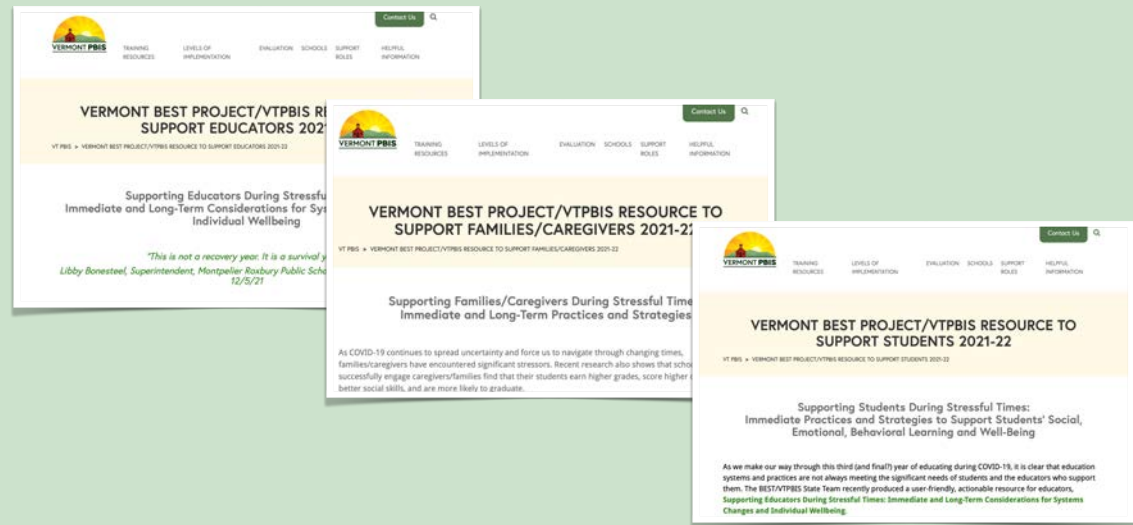 Contact Us
VERMONT PBIS
TRAINING RESOURCES
LEVELS OF IMPLEMENTATION
EVALUATION
SCHOOLS
SUPPORT ROLES
HELPFUL INFORMATION
VERMONT BEST PROJECT/VTPBIS
SUPPORT EDUCATORS
VT PBIS » VERMONT BEST PROJECT/VTPBIS RESOURCE TO SUPPORT EDUCATORS 2021-22
Supporting Educators During
Immediate and Long-Term Considerations for
Individual Wellbeing
"This is not a recovery year. It is a survival
Libby Bonesteel, Superintendent, Montpelier Roxbury Public
12/5/21
Contact Us
VERMONT PBIS
TRAINING RESOURCES
LEVELS OF IMPLEMENTATION
EVALUATION
SCHOOLS
SUPPORT ROLES
HELPFUL INFORMATION
VERMONT BEST PROJECT/VTPBIS RESOURCE TO
SUPPORT FAMILIES/CAREGIVERS 2021-22
VT PBIS » VERMONT BEST PROJECT/VTPBIS RESOURCE TO SUPPORT FAMILIES/CAREGIVERS 2021-22
Supporting Families/Caregivers During Stressful
Immediate and Long-Term Practices and Strategies
As COVID-19 continues to spread uncertainty and force us to navigate through changing times,
families/caregivers have encountered significant stressors. Recent research also shows that
successfully engage caregivers/families find that their students earn higher grades, score higher
better social skills, and are more likely to graduate.
Contact Us
VERMONT PBIS
TRAINING RESOURCES
LEVELS OF IMPLEMENTATION
EVALUATION
SCHOOLS
SUPPORT ROLES
HELPFUL INFORMATION
VERMONT BEST PROJECT/VTPBIS RESOURCE TO
SUPPORT STUDENTS 2021-22
VT PBIS » VERMONT BEST PROJECT/VTPBIS RESOURCE TO SUPPORT STUDENTS 2021-22
Supporting Students During Stressful Times:
Immediate Practices and Strategies to Support Students' Social,
Emotional, Behavioral Learning and Well-Being
As we make our way through this third (and final?) year of educating during COVID-19, it is clear that education
systems and practices are not always meeting the significant needs of students and the educators who support
them. The BEST/VTPBIS State Team recently produced a user-friendly, actionable resource for educators,
Supporting Educators During Stressful Times: Immediate and Long-Term Considerations for Systems
Changes and Individual Wellbeing.